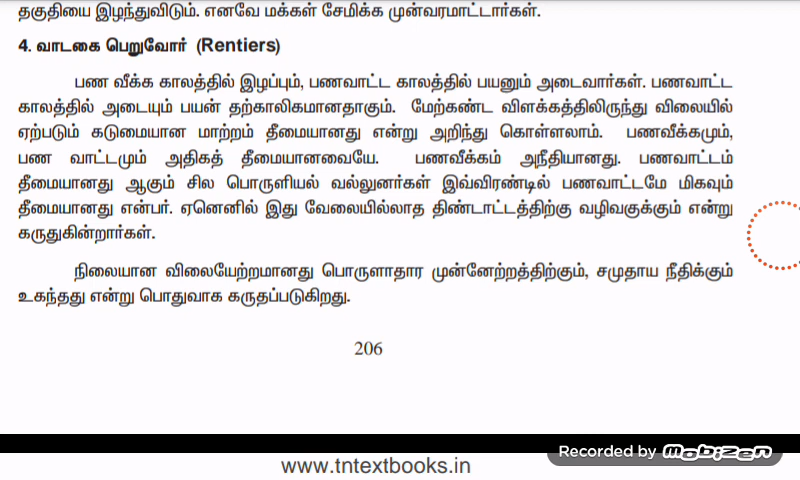 தகுதியை இழந்துவிடும். எனவே மக்கள் சேமிக்க முன்வரமாட்டார்கள்.
4. வாடகை பெறுவோர் (Rentiers)
பண வீக்க காலத்தில் இழப்பும், பணவாட்ட காலத்தில் பயனும் அடைவார்கள். பணவாட்ட
காலத்தில் அடையும் பயன் தற்காலிகமானதாகும். மேற்கண்ட விளக்கத்திலிருந்து விலையில்
ஏற்படும் கடுமையான மாற்றம் தீமையானது என்று அறிந்து கொள்ளலாம். பணவீக்கமும்,
பண வாட்டமும் அதிகத் தீமையானவையே. பணவீக்கம் அநீதியானது. பணவாட்டம்
தீமையானது ஆகும் சில பொருளியல் வல்லுனர்கள் இவ்விரண்டில் பணவாட்டமே மிகவும்
தீமையானது என்பர். ஏனெனில் இது வேலையில்லாத திண்டாட்டத்திற்கு வழிவகுக்கும் என்று
கருதுகின்றார்கள்.
நிலையான விலையேற்றமானது பொருளாதார முன்னேற்றத்திற்கும், சமுதாய நீதிக்கும்
உகந்தது என்று பொதுவாக கருதப்படுகிறது.
206
Recorded by mobizen
www.tntextbooks.in